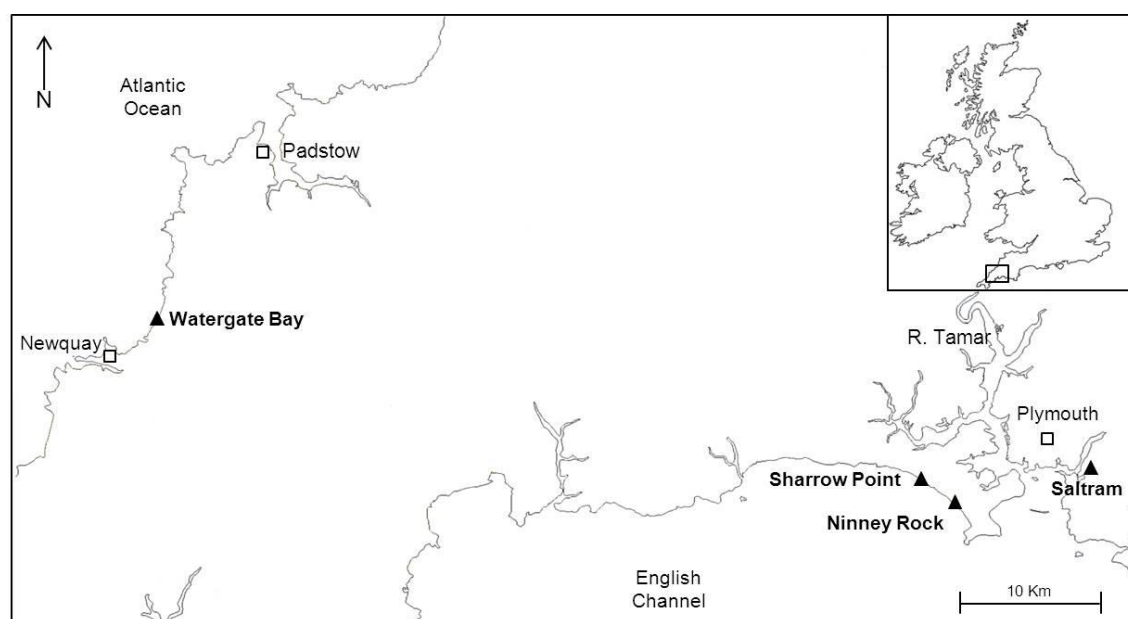 N
Atlantic
Ocean
Padstow
Watergate Bay
Newquay
R. Tamar
Plymouth
Sharrow Point
Saltram
Ninney Rock
English
Channel
10 Km